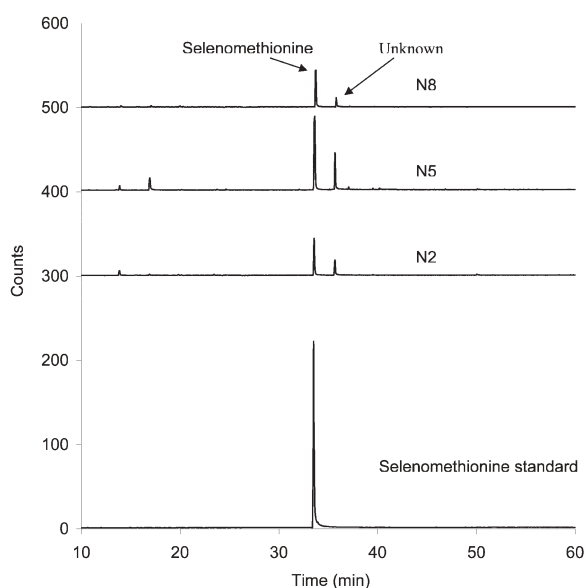 600
Selenomethionine
Unknown
N8
500
N5
400
N2
300
Counts
200
100
Selenomethionine standard
0
10 20 30 40 50 60
Time (min)